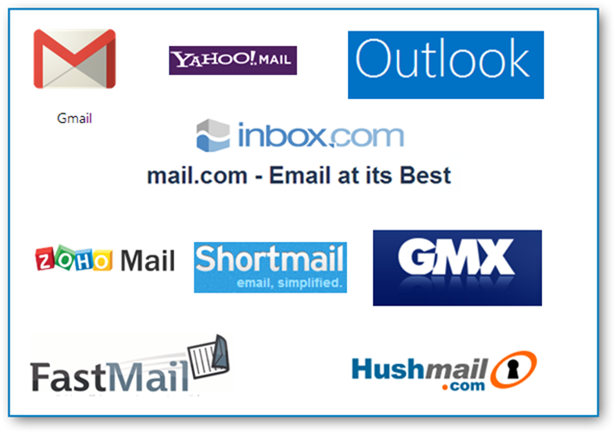 YAHOO! MAIL
Outlook
Gmail
inbox.com
mail.com - Email at its Best
ZOHO Mail
Shortmail
email, simplified.
GMX
FastMail
Hushmail
.com